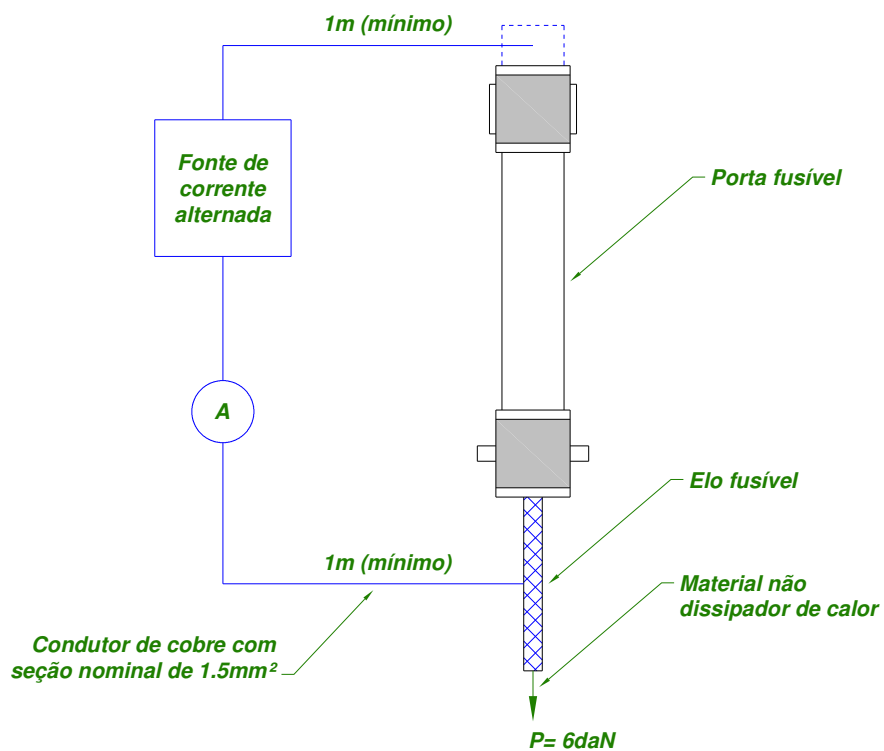 1m (mínimo)
Fonte de
corrente
alternada
Porta fusível
A
Elo fusível
1m (mínimo)
Material não
dissipador de calor
Condutor de cobre com
seção nominal de 1.5mm²
P= 6daN